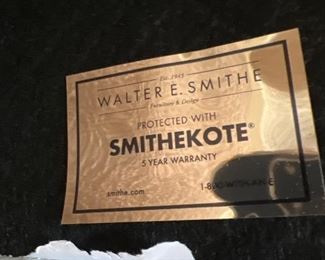 Est. 1945
WALTER E. SMITHE
Furniture & Design
PROTECTED WITH
SMITHEKOTE®
5 YEAR WARRANTY
smithe.com